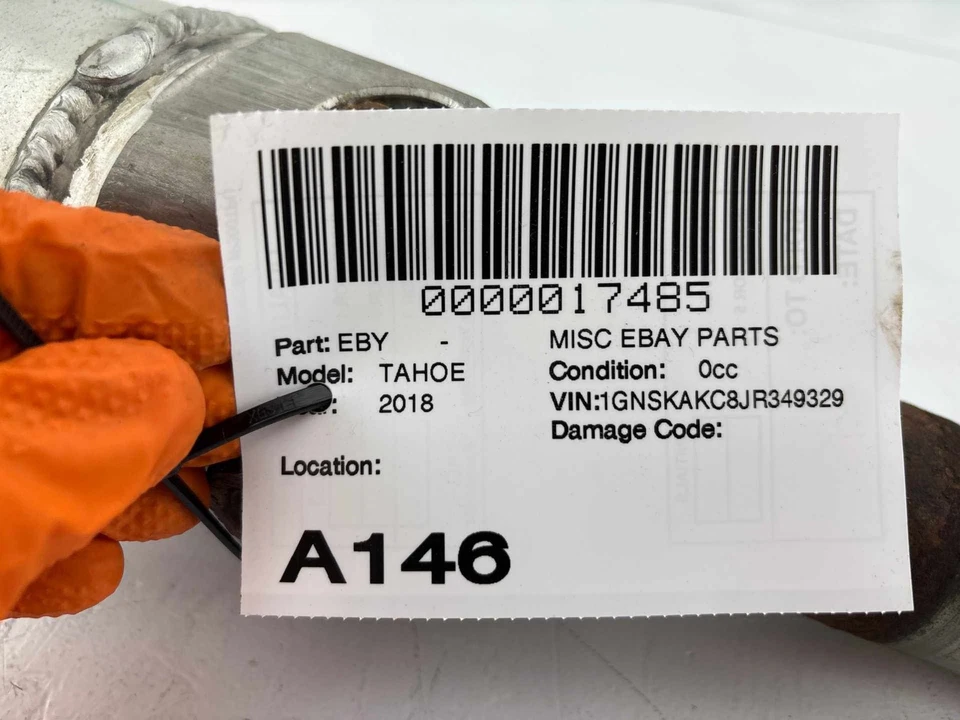 0000017485
Part: EBY - MISC EBAY PARTS
Model: TAHOE Condition: 0cc
2018 VIN:1GNSKAKC8JR349329
Damage Code:
Location:
A146